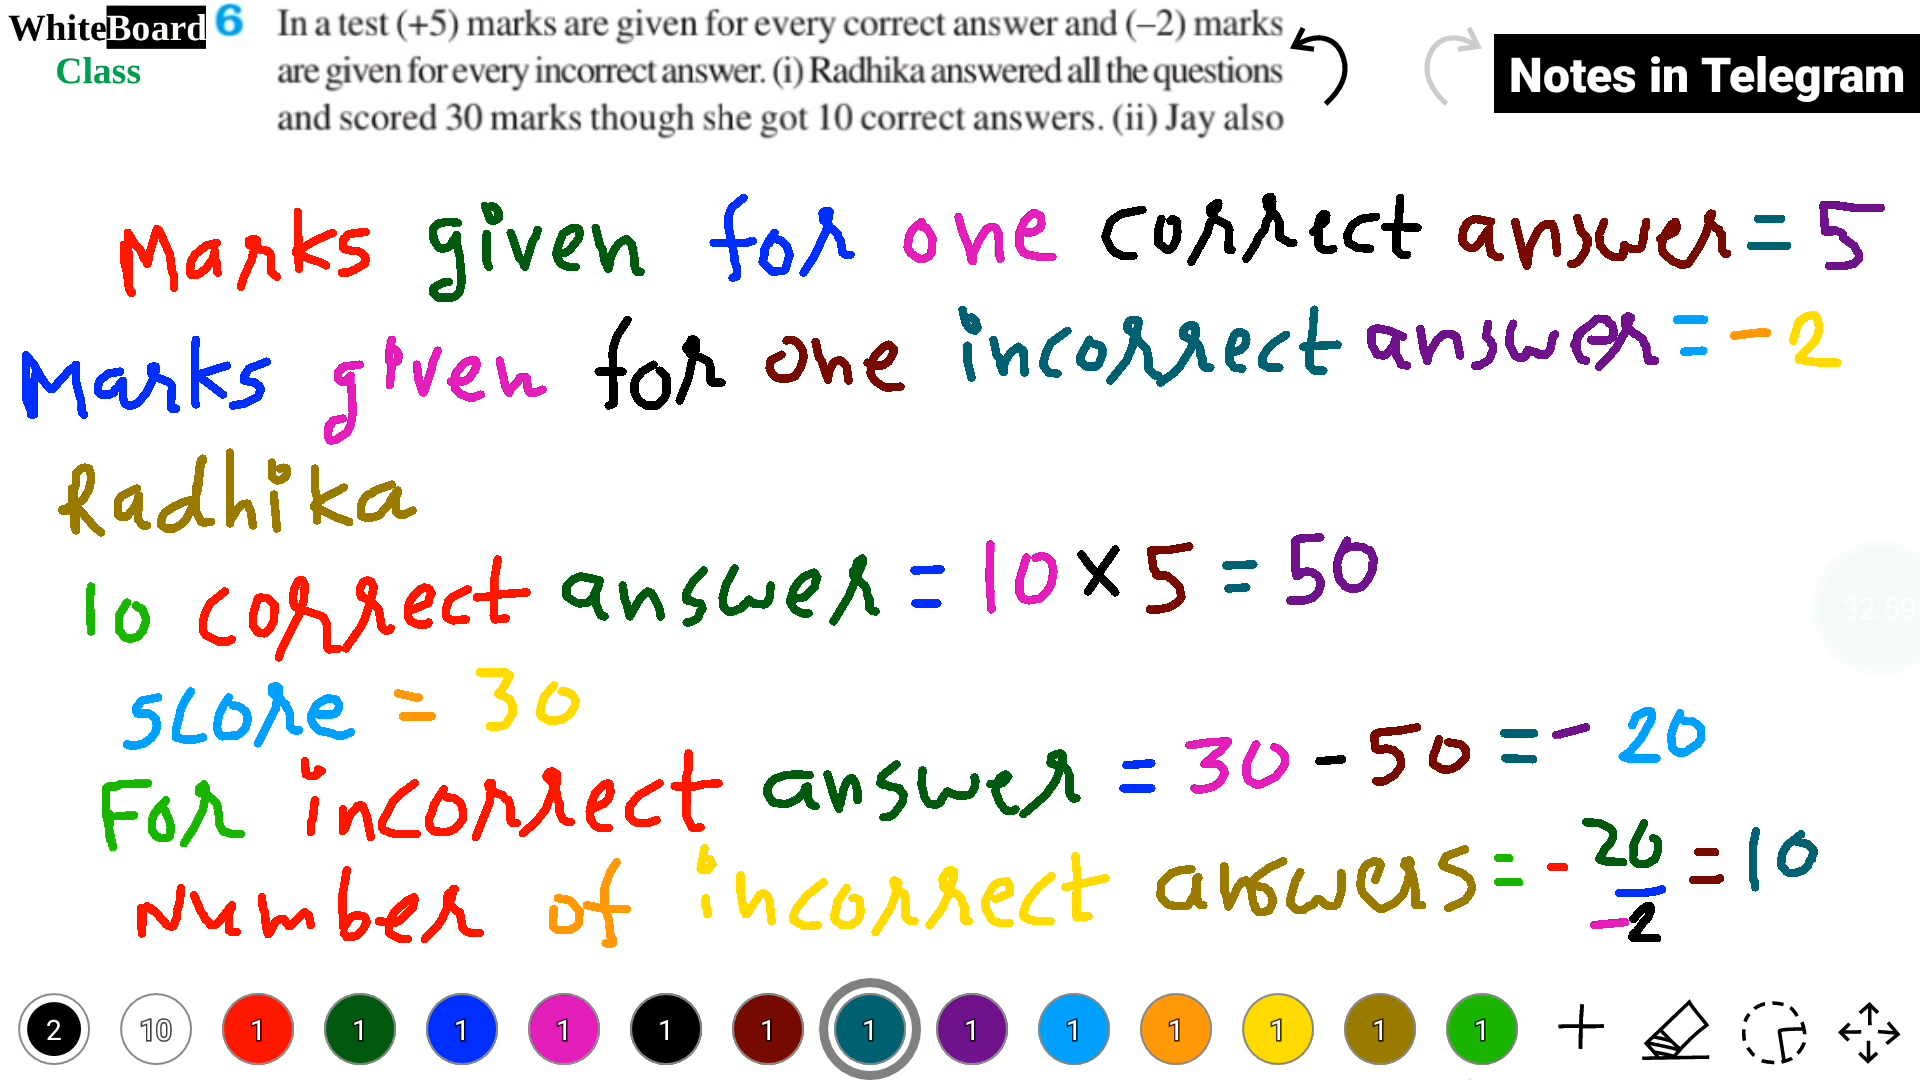 WhiteBoard
Class
6 In a test (+5) marks are given for every correct answer and (–2) marks
are given for every incorrect answer. (i) Radhika answered all the questions
and scored 30 marks though she got 10 correct answers. (ii) Jay also
Notes in Telegram
Marks given for one correct answer = 5
Marks given for one incorrect answer = - 2
Radhika
10 correct answer = 10 × 5 = 50
score = 30
For incorrect answer = 30 - 50 = - 20
Number of incorrect answers = - 20 / - 2 = 10
32:59
2 10 1 1 1 1 1 1 1 1 1 1 1 1 1